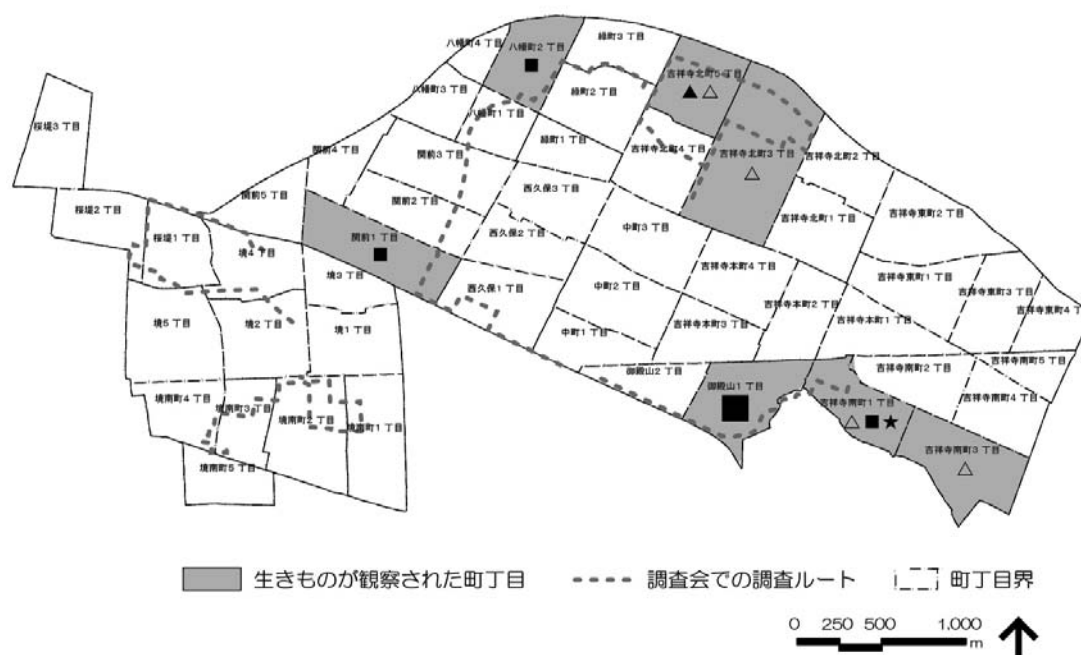 緑町3 丁目
八幡町4 丁目
八幡町2 丁目
吉祥寺北町5 丁目
八幡町3 丁目
緑町2 丁目
桜堤3 丁目
八幡町1 丁目
緑町1 丁目
吉祥寺北町4 丁目
吉祥寺北町3 丁目
吉祥寺北町2 丁目
関前4 丁目
関前3 丁目
西久保3 丁目
関前5 丁目
関前2 丁目
桜堤2 丁目
桜堤1 丁目
境4 丁目
関前1 丁目
西久保2 丁目
中町3 丁目
吉祥寺北町1 丁目
吉祥寺東町2 丁目
境3 丁目
吉祥寺本町4 丁目
吉祥寺東町1 丁目
吉祥寺東町3 丁目
吉祥寺東町4 丁目
西久保1 丁目
中町2 丁目
吉祥寺本町2 丁目
吉祥寺本町1 丁目
境5 丁目
境2 丁目
境1 丁目
中町1 丁目
吉祥寺本町3 丁目
御殿山2 丁目
吉祥寺南町2 丁目
吉祥寺南町5 丁目
御殿山1 丁目
吉祥寺南町1 丁目
吉祥寺南町4 丁目
境南町4 丁目
境南町3 丁目
境南町2 丁目
境南町1 丁目
吉祥寺南町3 丁目
境南町5 丁目
生きものが観察された町丁目
調査会での調査ルート
町丁目界
0 250 500 1,000
m